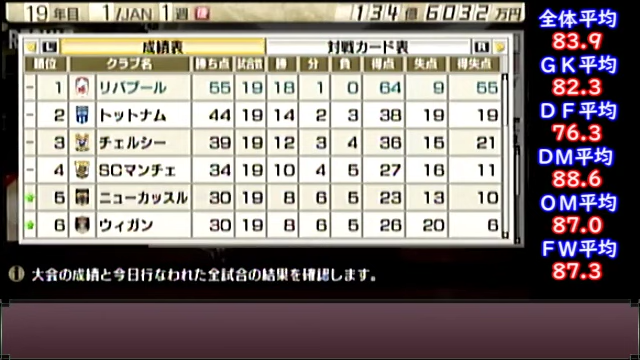 19年目 1/JAN 1週 後 134億6032万円
L 成績表 対戦カード表 R
順位 クラブ名 勝ち点 試合数 勝 分 負 得点 失点 得失点
1 リバプール 55 19 18 1 0 64 9 55
2 トットナム 44 19 14 2 3 38 19 19
3 チェルシー 39 19 12 3 4 36 15 21
4 SCマンチェ 34 19 10 4 5 27 16 11
5 ニューカッスル 30 19 8 6 5 23 13 10
6 ウィガン 30 19 8 6 5 26 20 6
大会の成績と今日行なわれた全試合の結果を確認します。
全体平均
83.9
GK平均
82.3
DF平均
76.3
DM平均
88.6
OM平均
87.0
FW平均
87.3